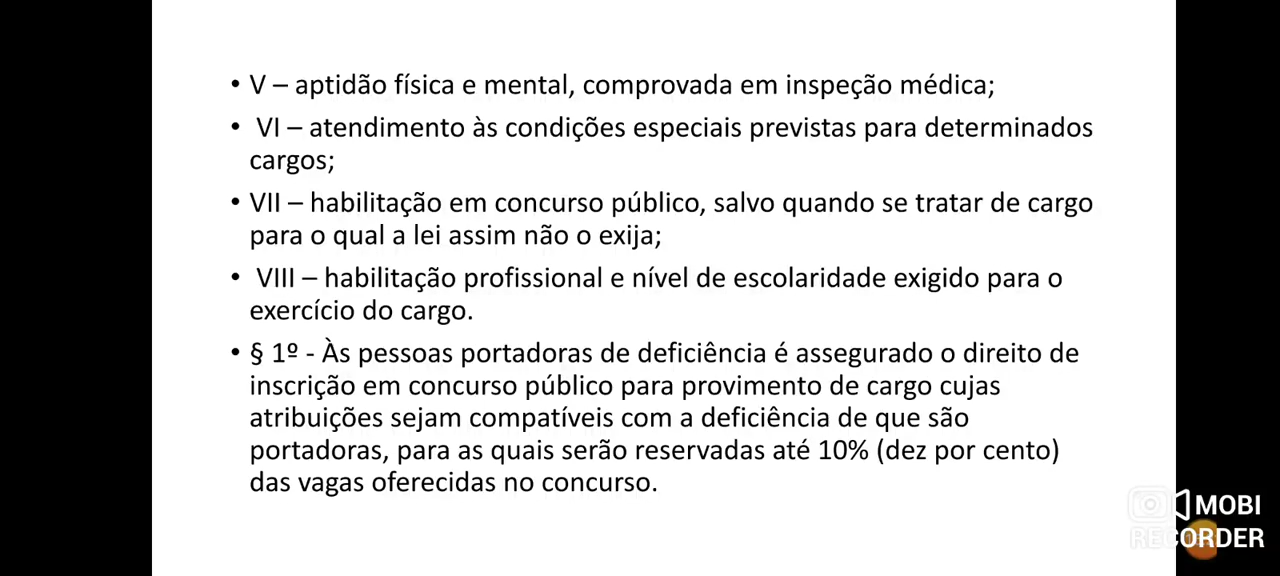 • V – aptidão física e mental, comprovada em inspeção médica;
• VI – atendimento às condições especiais previstas para determinados
cargos;
• VII – habilitação em concurso público, salvo quando se tratar de cargo
para o qual a lei assim não o exija;
• VIII – habilitação profissional e nível de escolaridade exigido para o
exercício do cargo.
• § 1º - Às pessoas portadoras de deficiência é assegurado o direito de
inscrição em concurso público para provimento de cargo cujas
atribuições sejam compatíveis com a deficiência de que são
portadoras, para as quais serão reservadas até 10% (dez por cento)
das vagas oferecidas no concurso.
MOBI
RECORDER